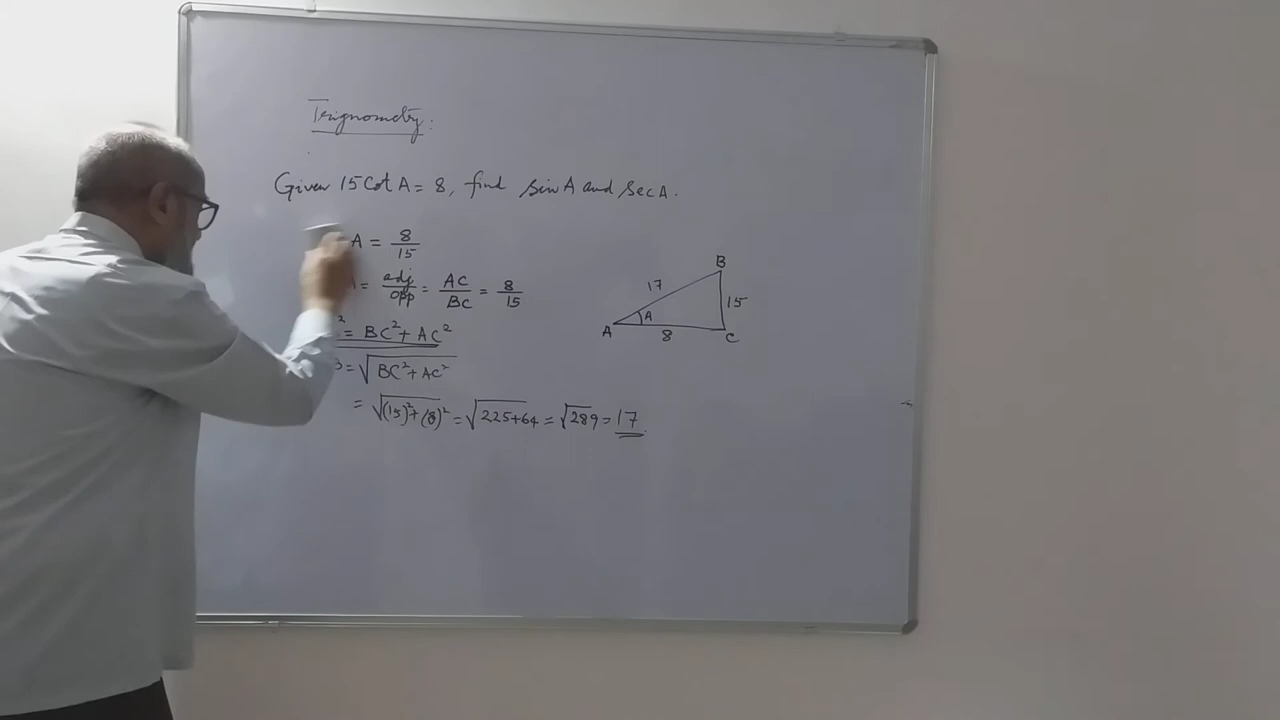 Trignometry:
Given 15 Cot A = 8, find sin A and sec A.
A = 8/15
= adj/opp = AC/BC = 8/15
² = BC² + AC²
= √(BC² + AC²)
= √((15)² + (8)²) = √(225+64) = √289 = 17
B
17
15
A
A
8
C